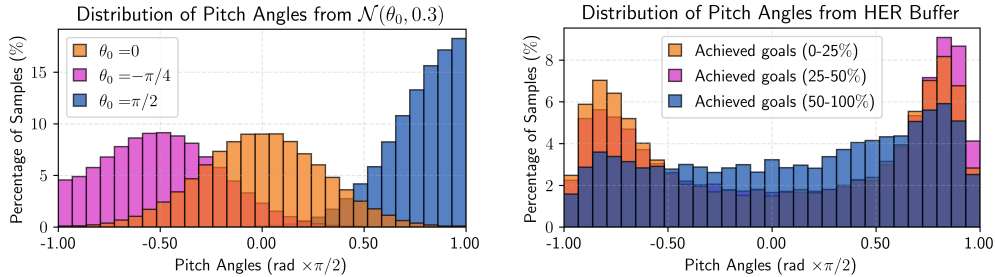 Distribution of Pitch Angles from 𝒩(θ₀, 0.3)
Percentage of Samples (%)
15
10
5
0
θ₀ =0
θ₀ =−π/4
θ₀ =π/2
-1.00
-0.50
0.00
0.50
1.00
Pitch Angles (rad ×π/2)
Distribution of Pitch Angles from HER Buffer
Percentage of Samples (%)
8
6
4
2
0
Achieved goals (0-25%)
Achieved goals (25-50%)
Achieved goals (50-100%)
-1.00
-0.50
0.00
0.50
1.00
Pitch Angles (rad ×π/2)